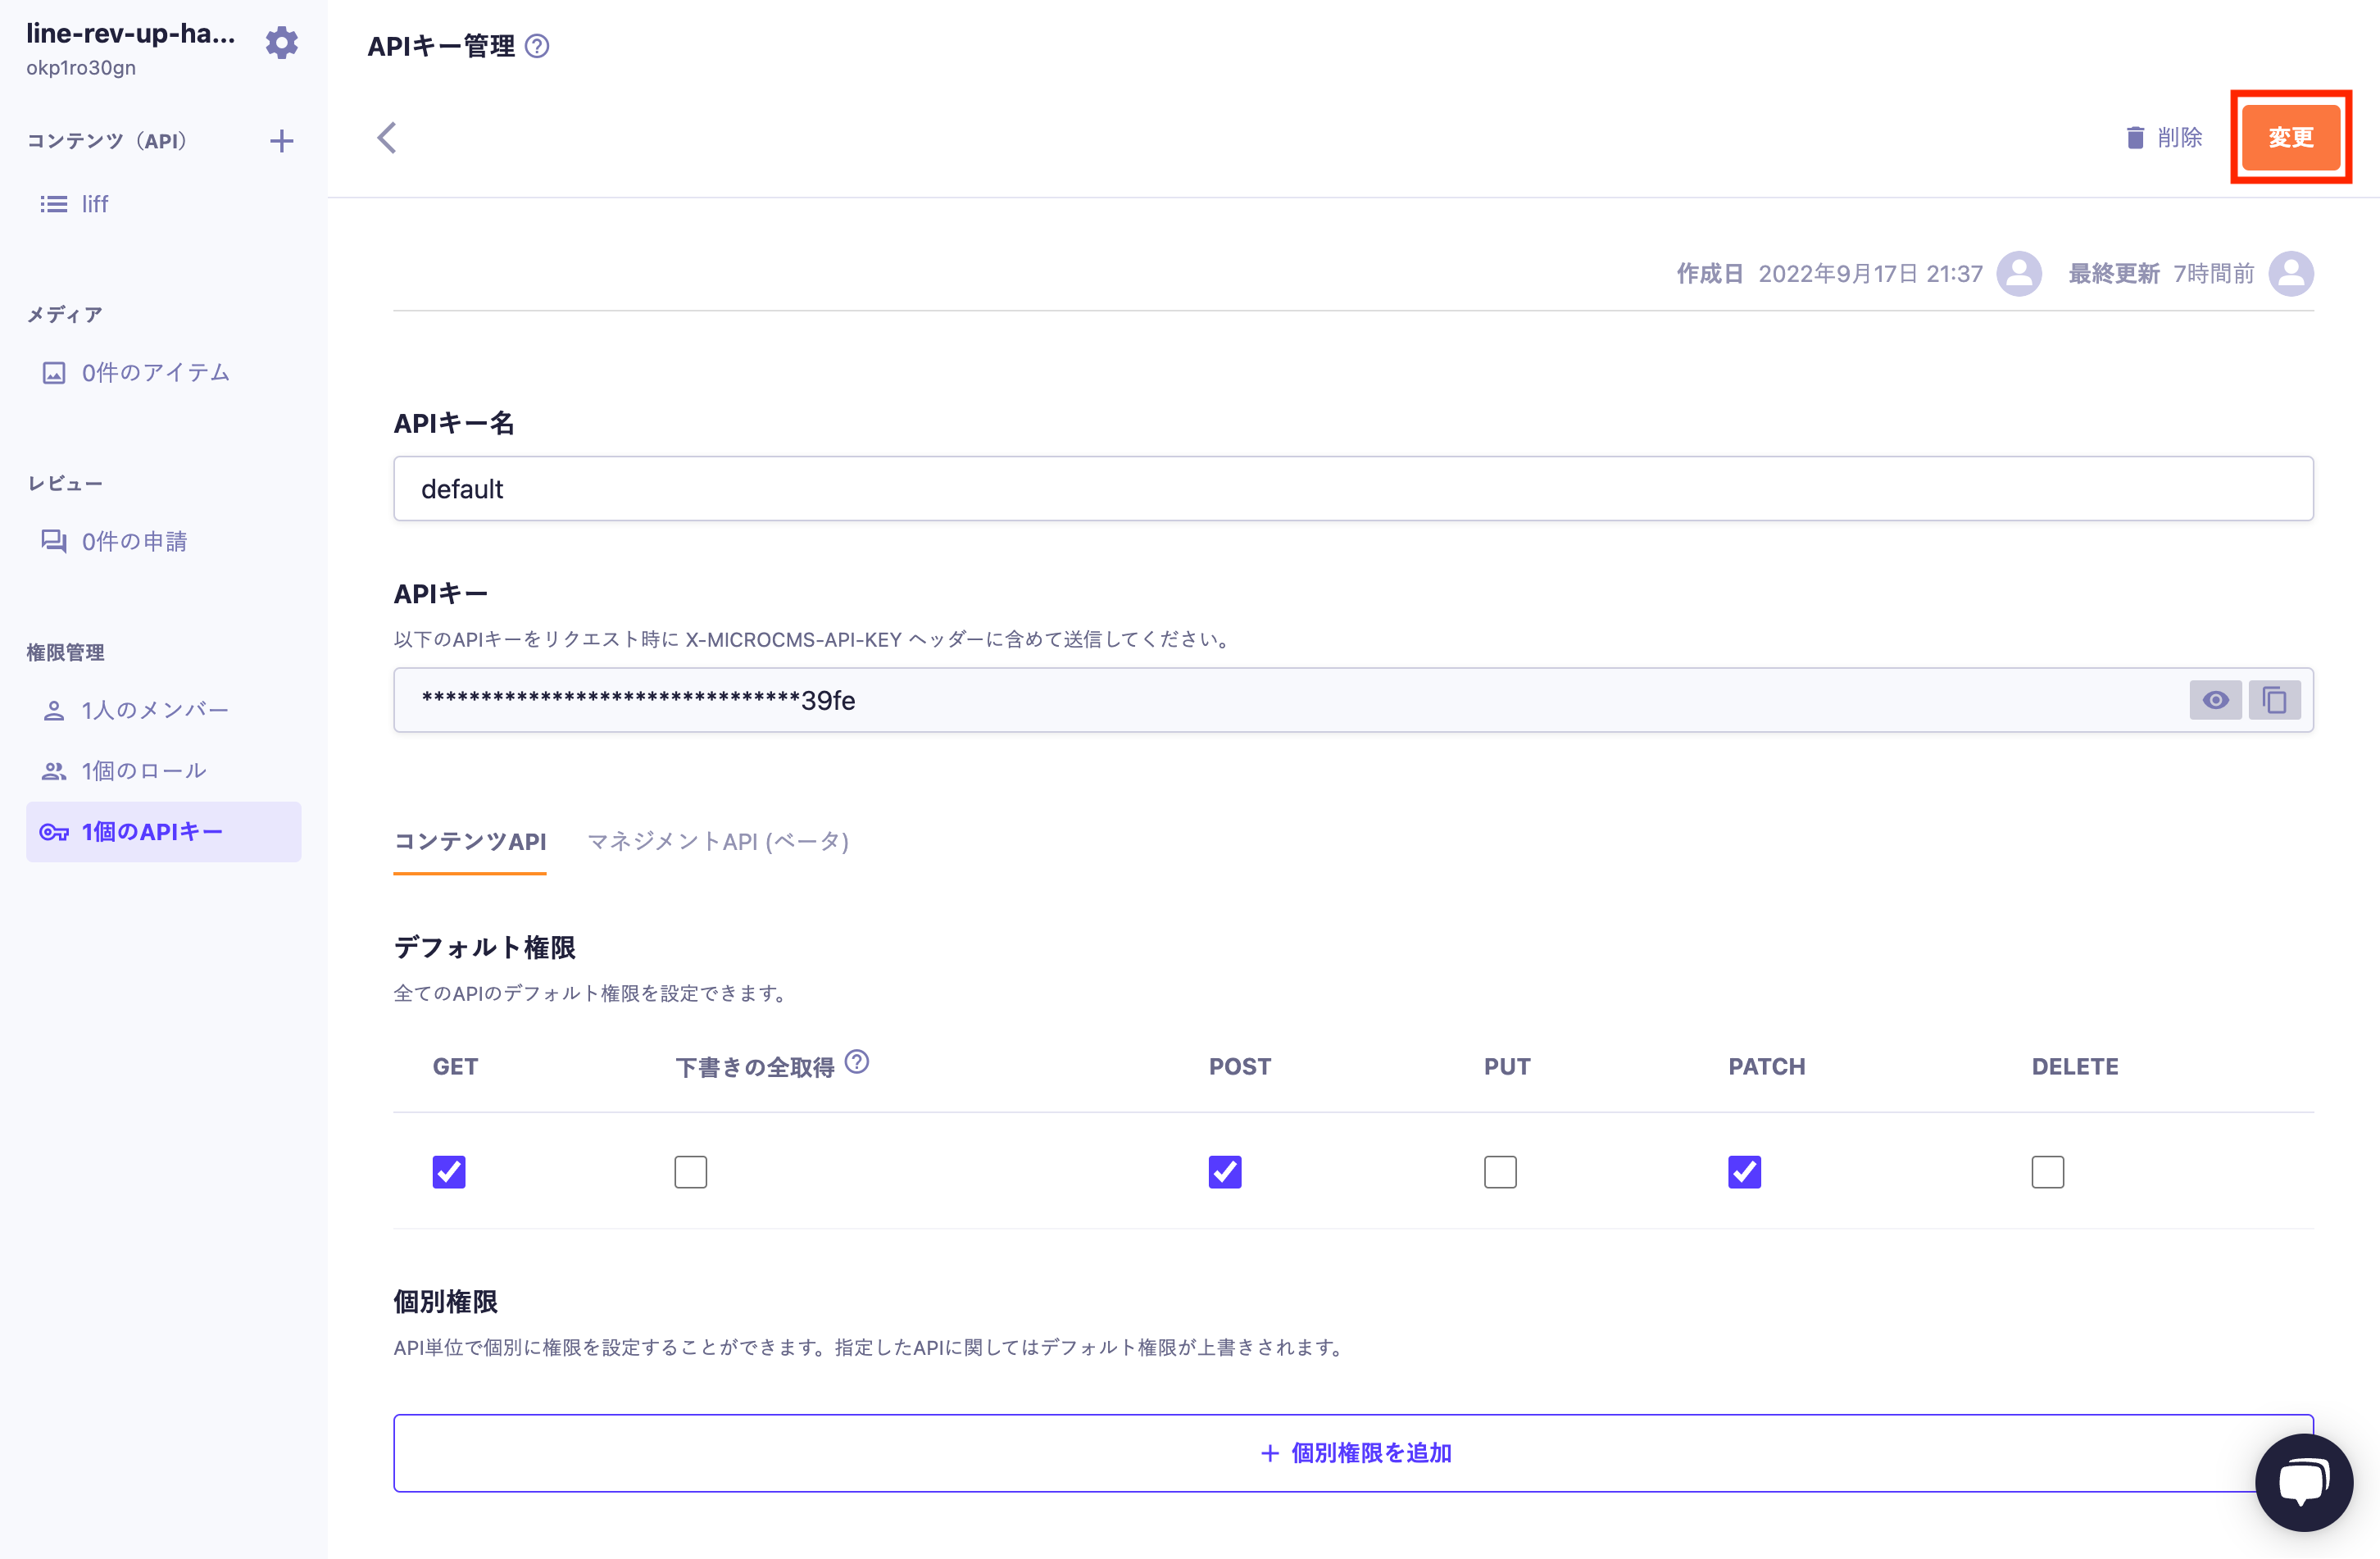 line-rev-up-ha...
okp1ro30gn
コンテンツ（API）
liff
メディア
0件のアイテム
レビュー
0件の申請
権限管理
1人のメンバー
1個のロール
1個のAPIキー
APIキー管理
削除
変更
作成日 2022年9月17日 21:37 最終更新 7時間前
APIキー名
default
APIキー
以下のAPIキーをリクエスト時に X-MICROCMS-API-KEY ヘッダーに含めて送信してください。
********************************39fe
コンテンツAPI マネジメントAPI (ベータ)
デフォルト権限
全てのAPIのデフォルト権限を設定できます。
GET 下書きの全取得 POST PUT PATCH DELETE
個別権限
API単位で個別に権限を設定することができます。指定したAPIに関してはデフォルト権限が上書きされます。
+ 個別権限を追加